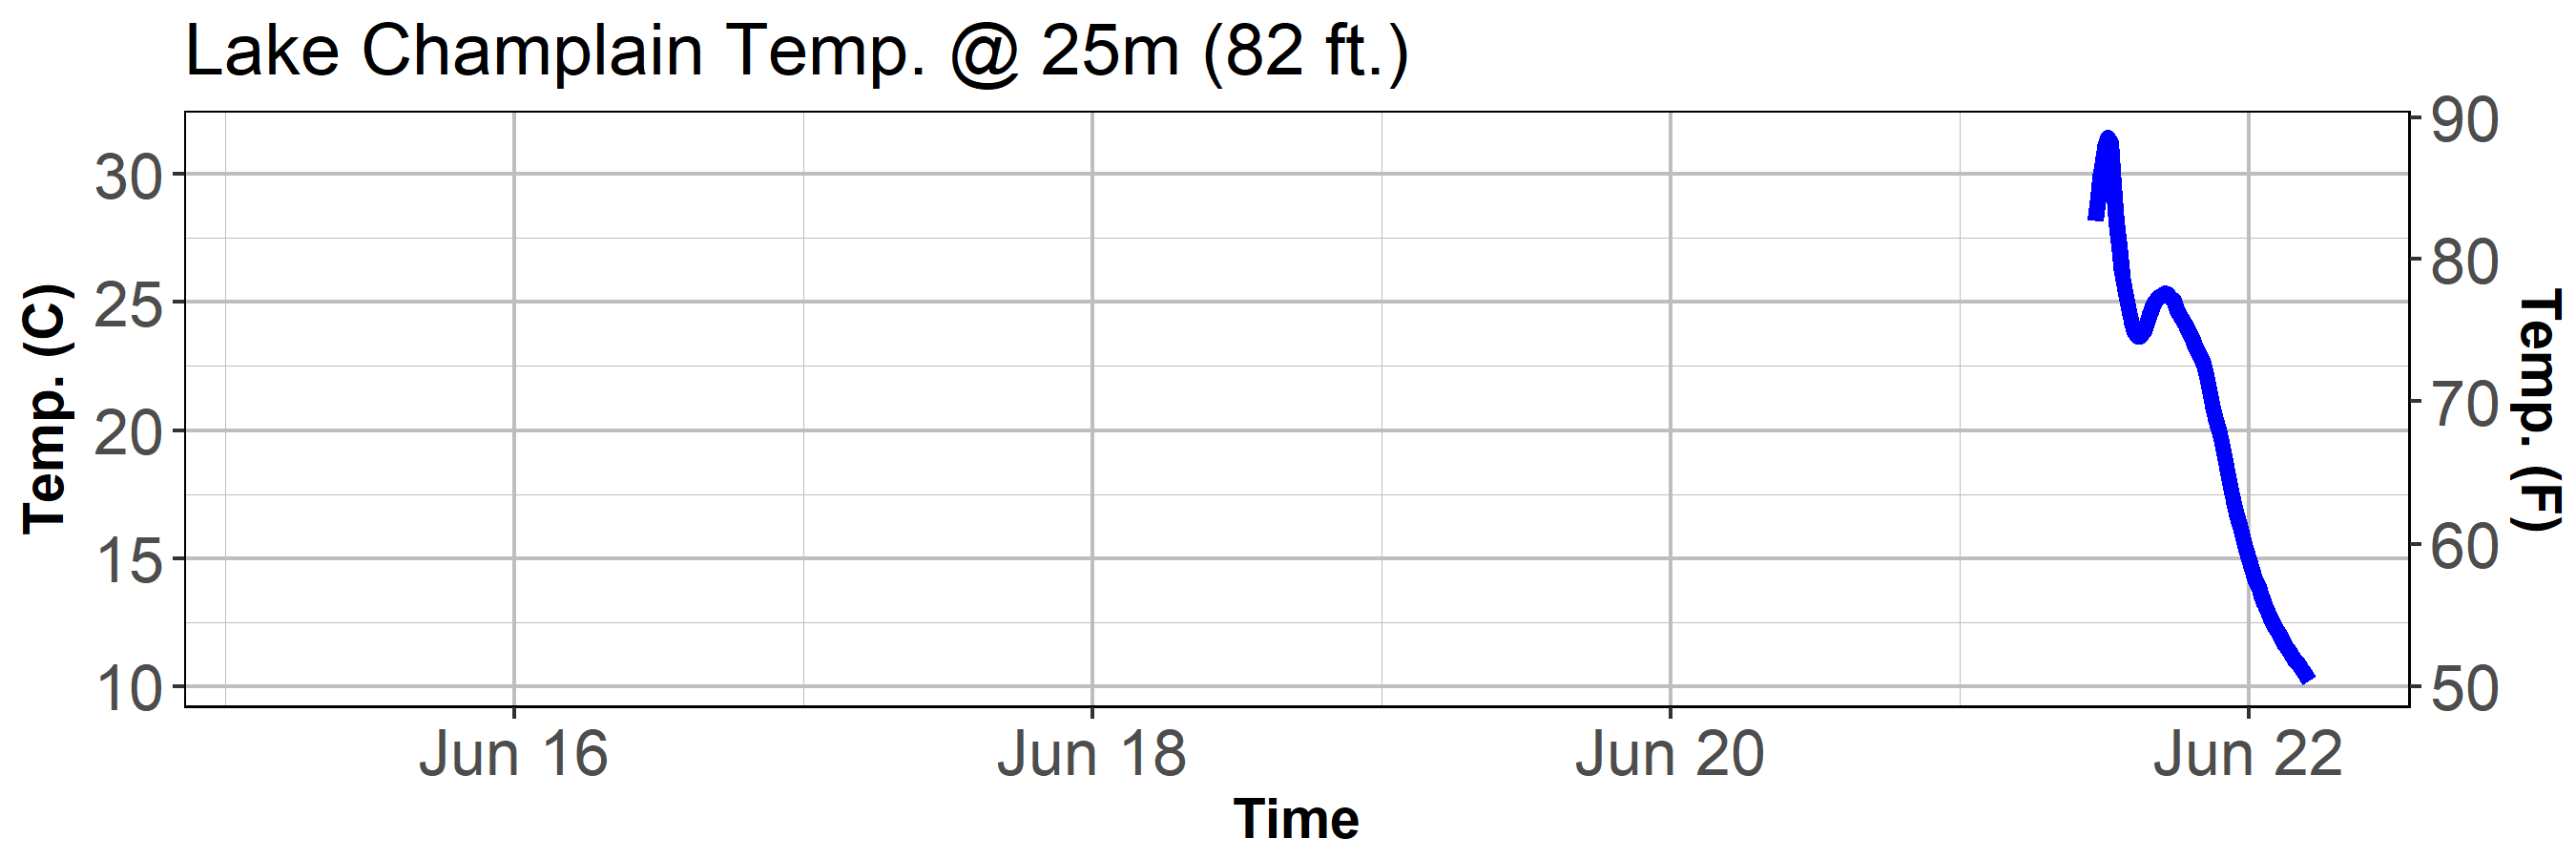 Lake Champlain Temp. @ 25m (82 ft.)
90
30
80
25
70
20
60
15
50
10
Temp. (C)
Temp. (F)
Jun 16 Jun 18 Jun 20 Jun 22
Time